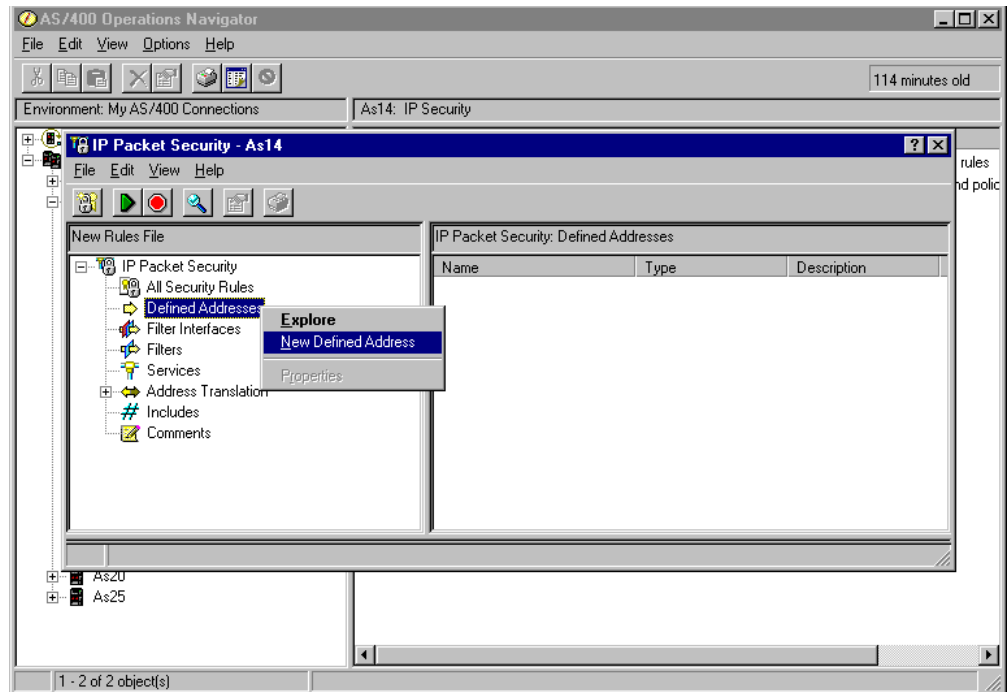 AS/400 Operations Navigator
File Edit View Options Help
114 minutes old
Environment: My AS/400 Connections
As14: IP Security
IP Packet Security - As14
rules
nd polic
File Edit View Help
New Rules File
IP Packet Security: Defined Addresses
IP Packet Security
Name Type Description
All Security Rules
Defined Addresses
Explore
Filter Interfaces
New Defined Address
Filters
Services
Properties
Address Translation
Includes
Comments
As20
As25
1 - 2 of 2 object(s)